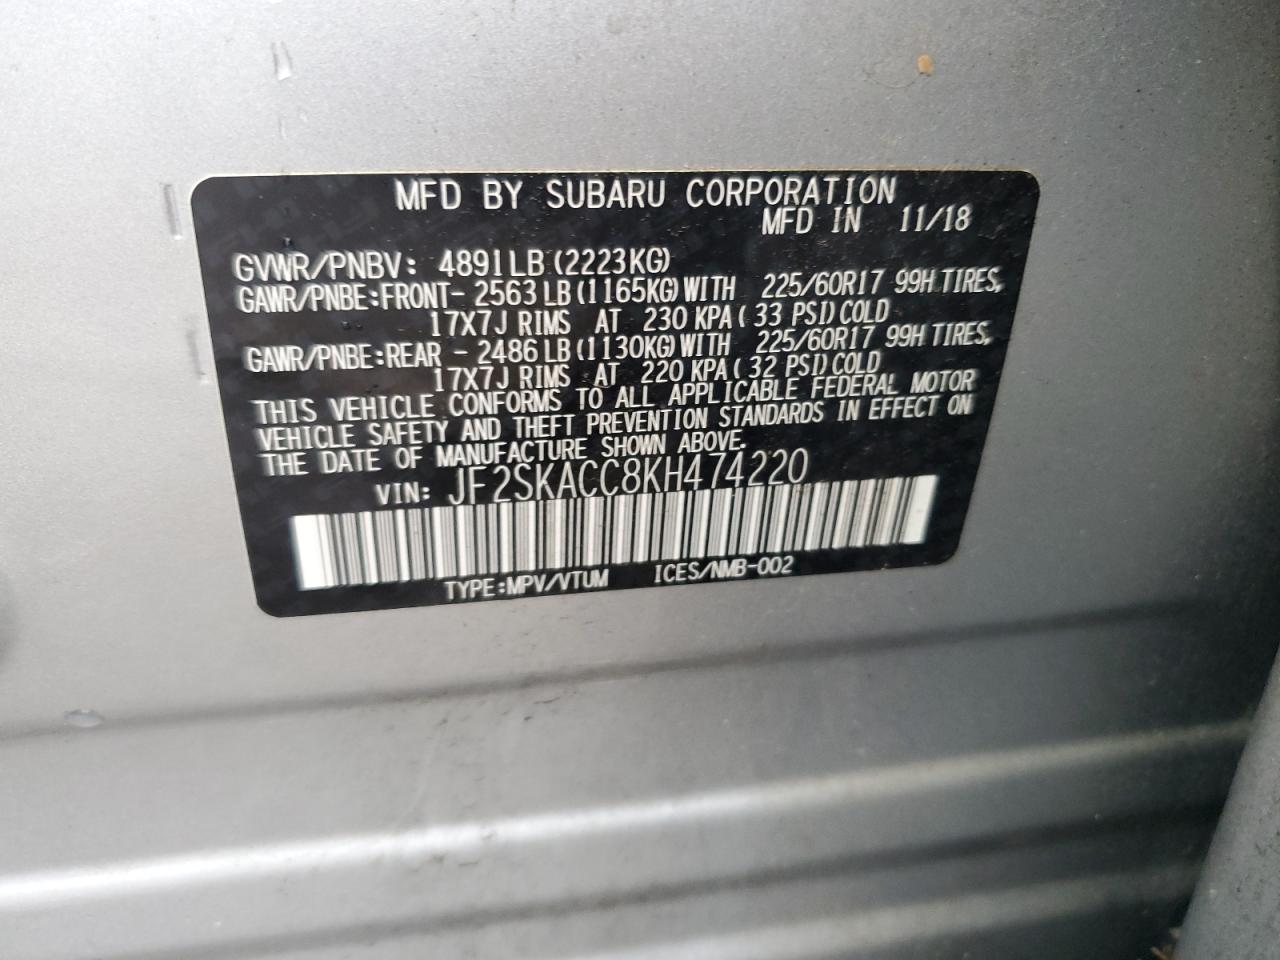 MFD BY SUBARU CORPORATION
MFD IN 11/18
GVWR/PNBV: 4891LB (2223KG)
GAWR/PNBE:FRONT- 2563 LB (1165KG) WITH 225/60R17 99H TIRES,
17X7J RIMS AT 230 KPA ( 33 PSI) COLD
GAWR/PNBE:REAR - 2486 LB (1130KG) WITH 225/60R17 99H TIRES,
17X7J RIMS AT 220 KPA ( 32 PSI) COLD
THIS VEHICLE CONFORMS TO ALL APPLICABLE FEDERAL MOTOR
VEHICLE SAFETY AND THEFT PREVENTION STANDARDS IN EFFECT ON
THE DATE OF MANUFACTURE SHOWN ABOVE.
VIN: JF2SKACC8KH474220
TYPE:MPV/VTUM ICES/NMB-002